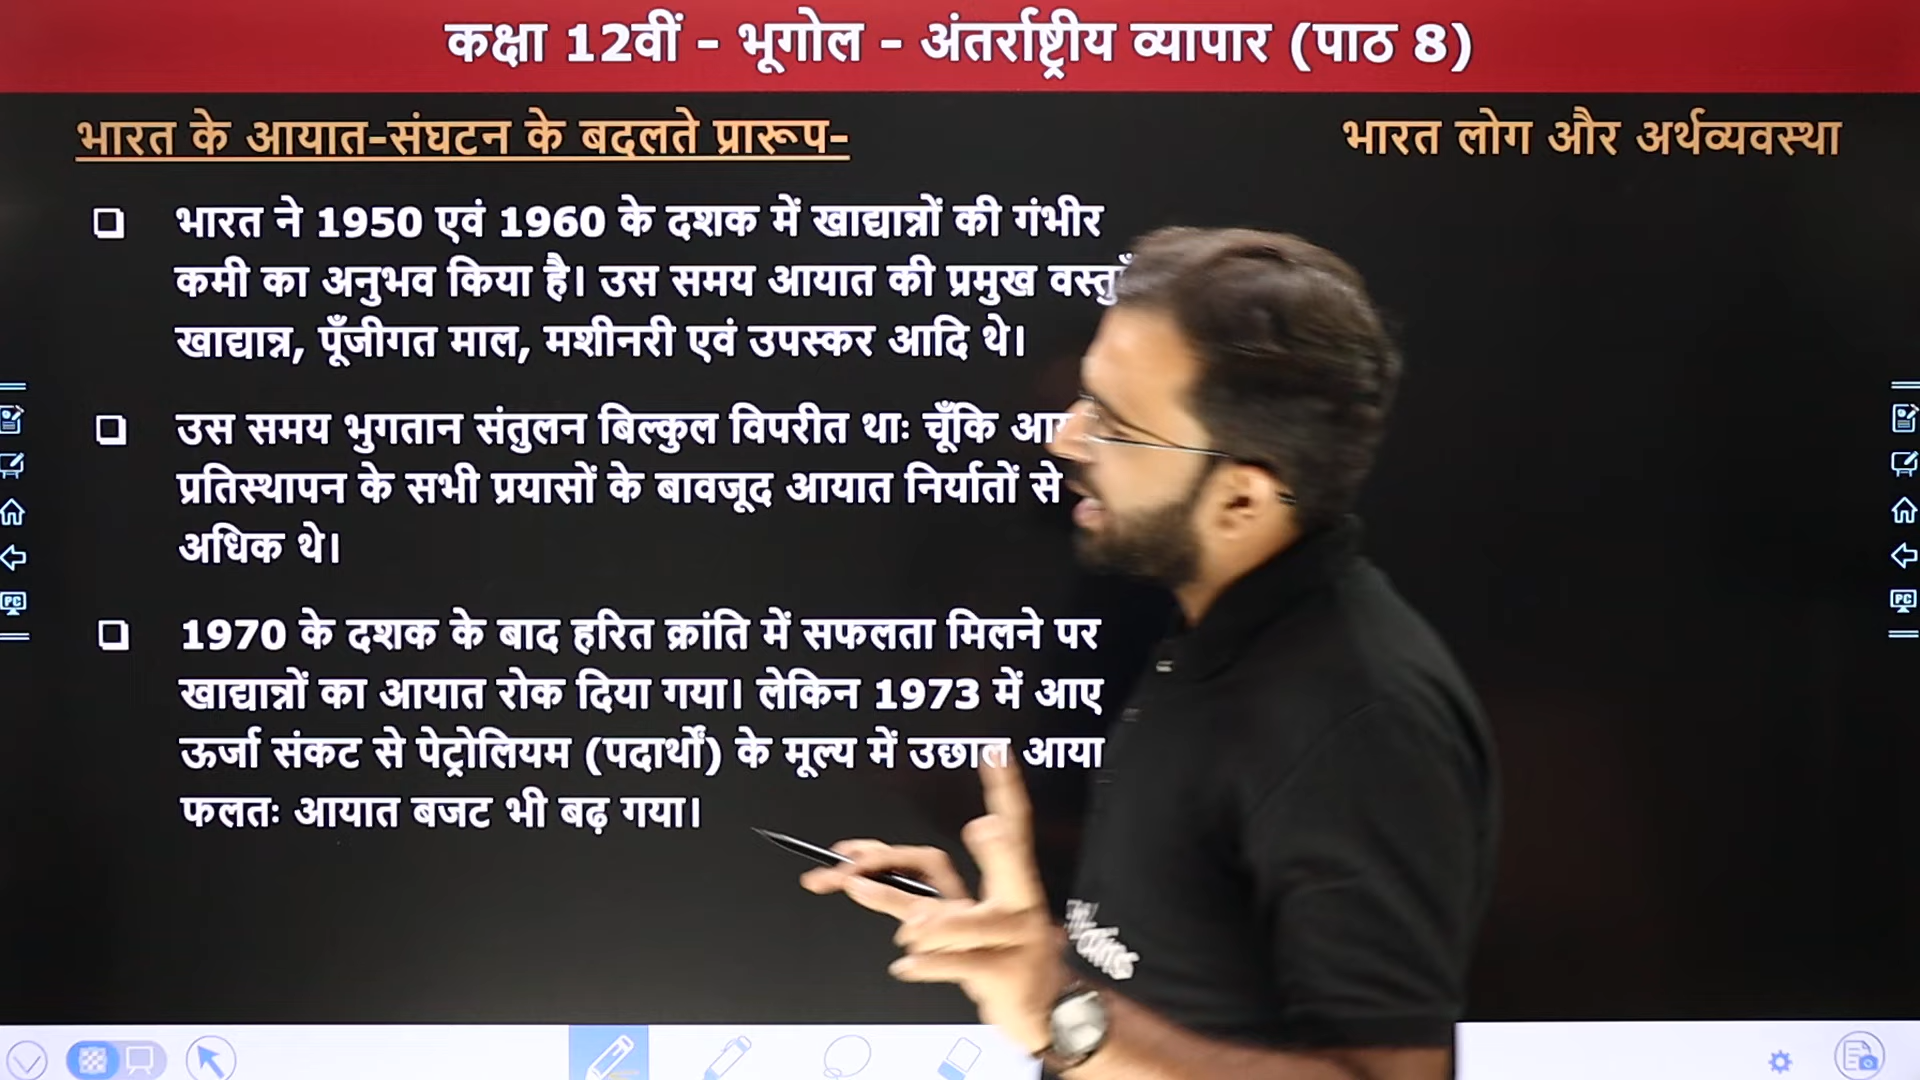 कक्षा 12वीं - भूगोल - अंतर्राष्ट्रीय व्यापार (पाठ 8)
भारत के आयात-संघटन के बदलते प्रारूप-
भारत लोग और अर्थव्यवस्था
❑ भारत ने 1950 एवं 1960 के दशक में खाद्यान्नों की गंभीर
कमी का अनुभव किया है। उस समय आयात की प्रमुख
खाद्यान्न, पूँजीगत माल, मशीनरी एवं उपस्कर आदि थे।
❑ उस समय भुगतान संतुलन बिल्कुल विपरीत थाः चूँकि
प्रतिस्थापन के सभी प्रयासों के बावजूद आयात निर्यातों से
अधिक थे।
❑ 1970 के दशक के बाद हरित क्रांति में सफलता मिलने पर
खाद्यान्नों का आयात रोक दिया गया। लेकिन 1973 में आए
ऊर्जा संकट से पेट्रोलियम (पदार्थों) के मूल्य में उछाल आया
फलतः आयात बजट भी बढ़ गया।
PC
PC